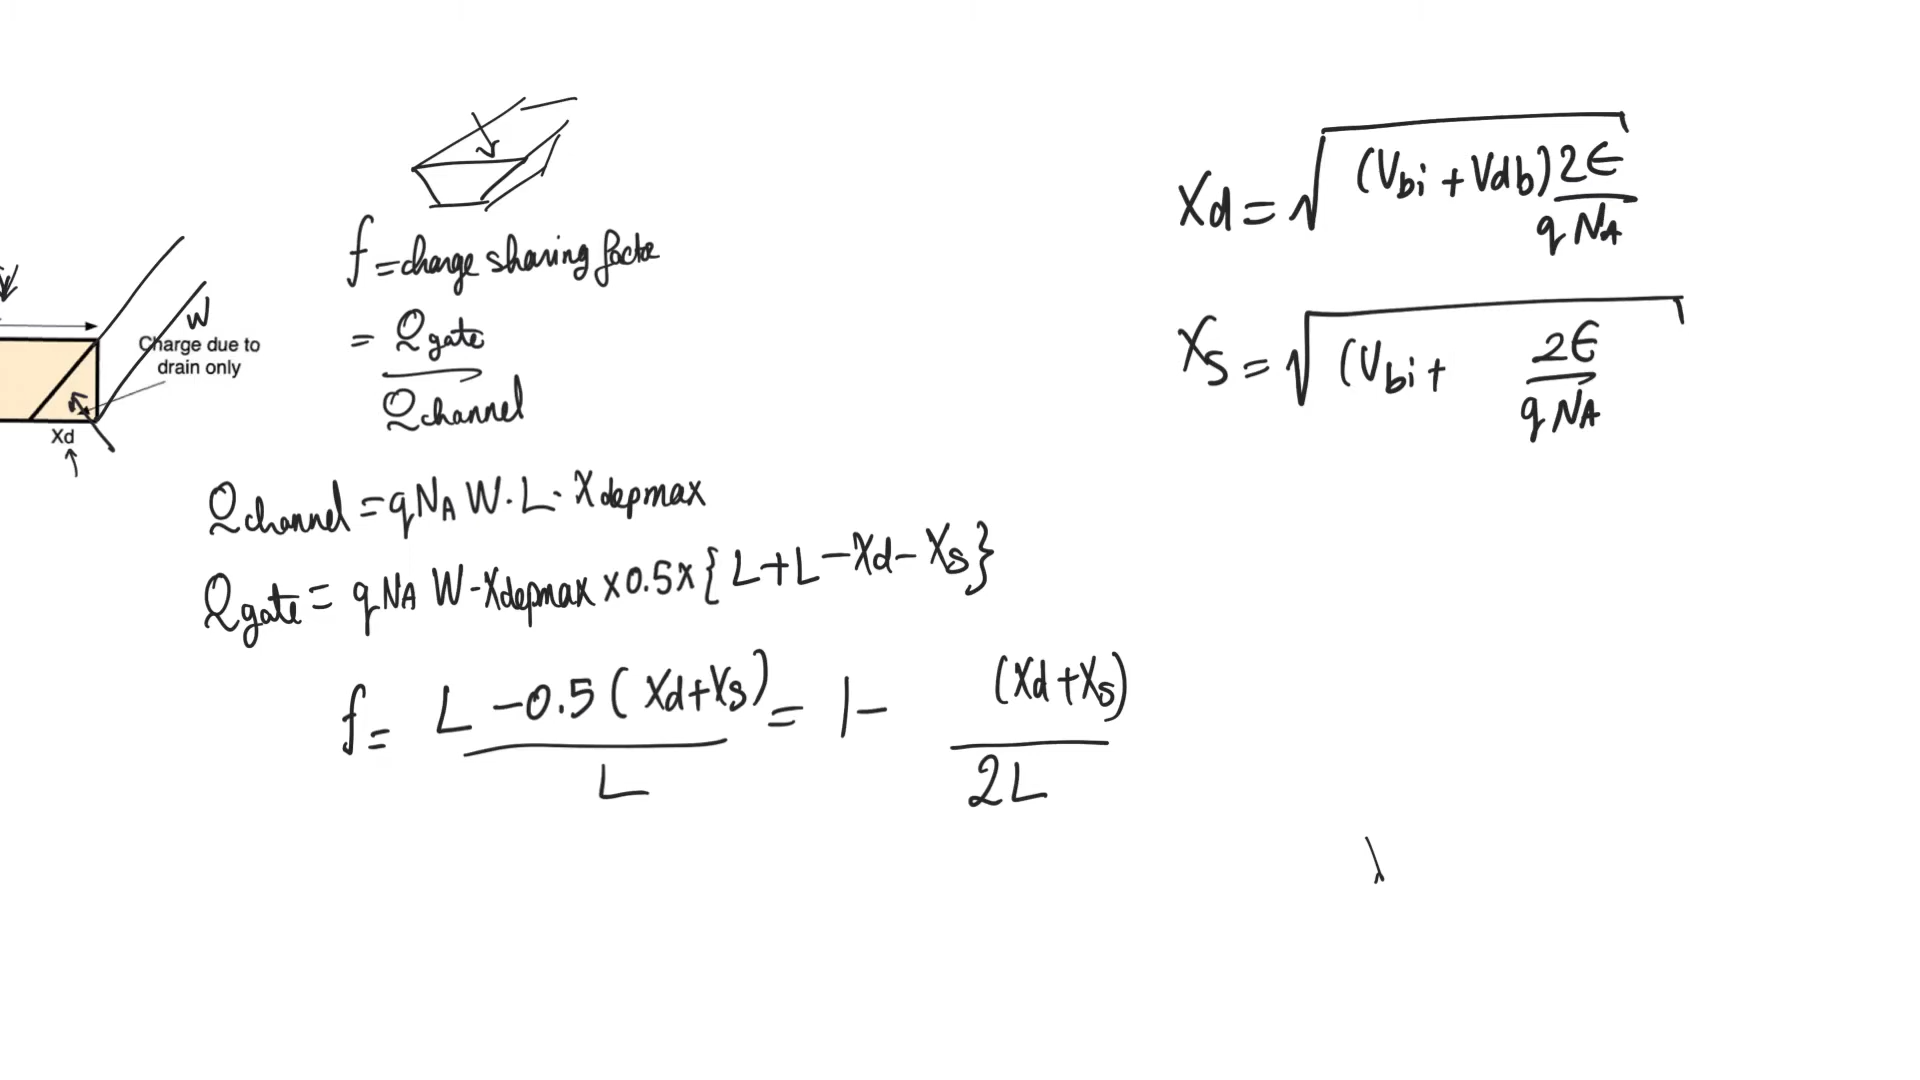 W
Charge due to
drain only
Xd
f = charge sharing
= Qgate / Qchannel
Qchannel = qNA W·L· Xdepmax
Qgate = qNA W-Xdepmax x 0.5 x { L+L-Xd-Xs}
f = L-0.5(Xd+Xs) / L = 1- (Xd+Xs) / 2L
Xd = √(Vbi + Vdb) 2ϵ / qNA
Xs = √(Vbi + 2ϵ / qNA